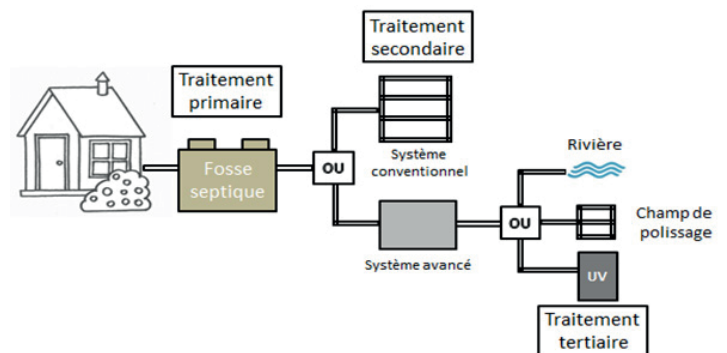 Traitement
primaire
Fosse
septique
OU
Traitement
secondaire
Système
conventionnel
Système avancé
OU
Rivière
Champ de
polissage
UV
Traitement
tertiaire